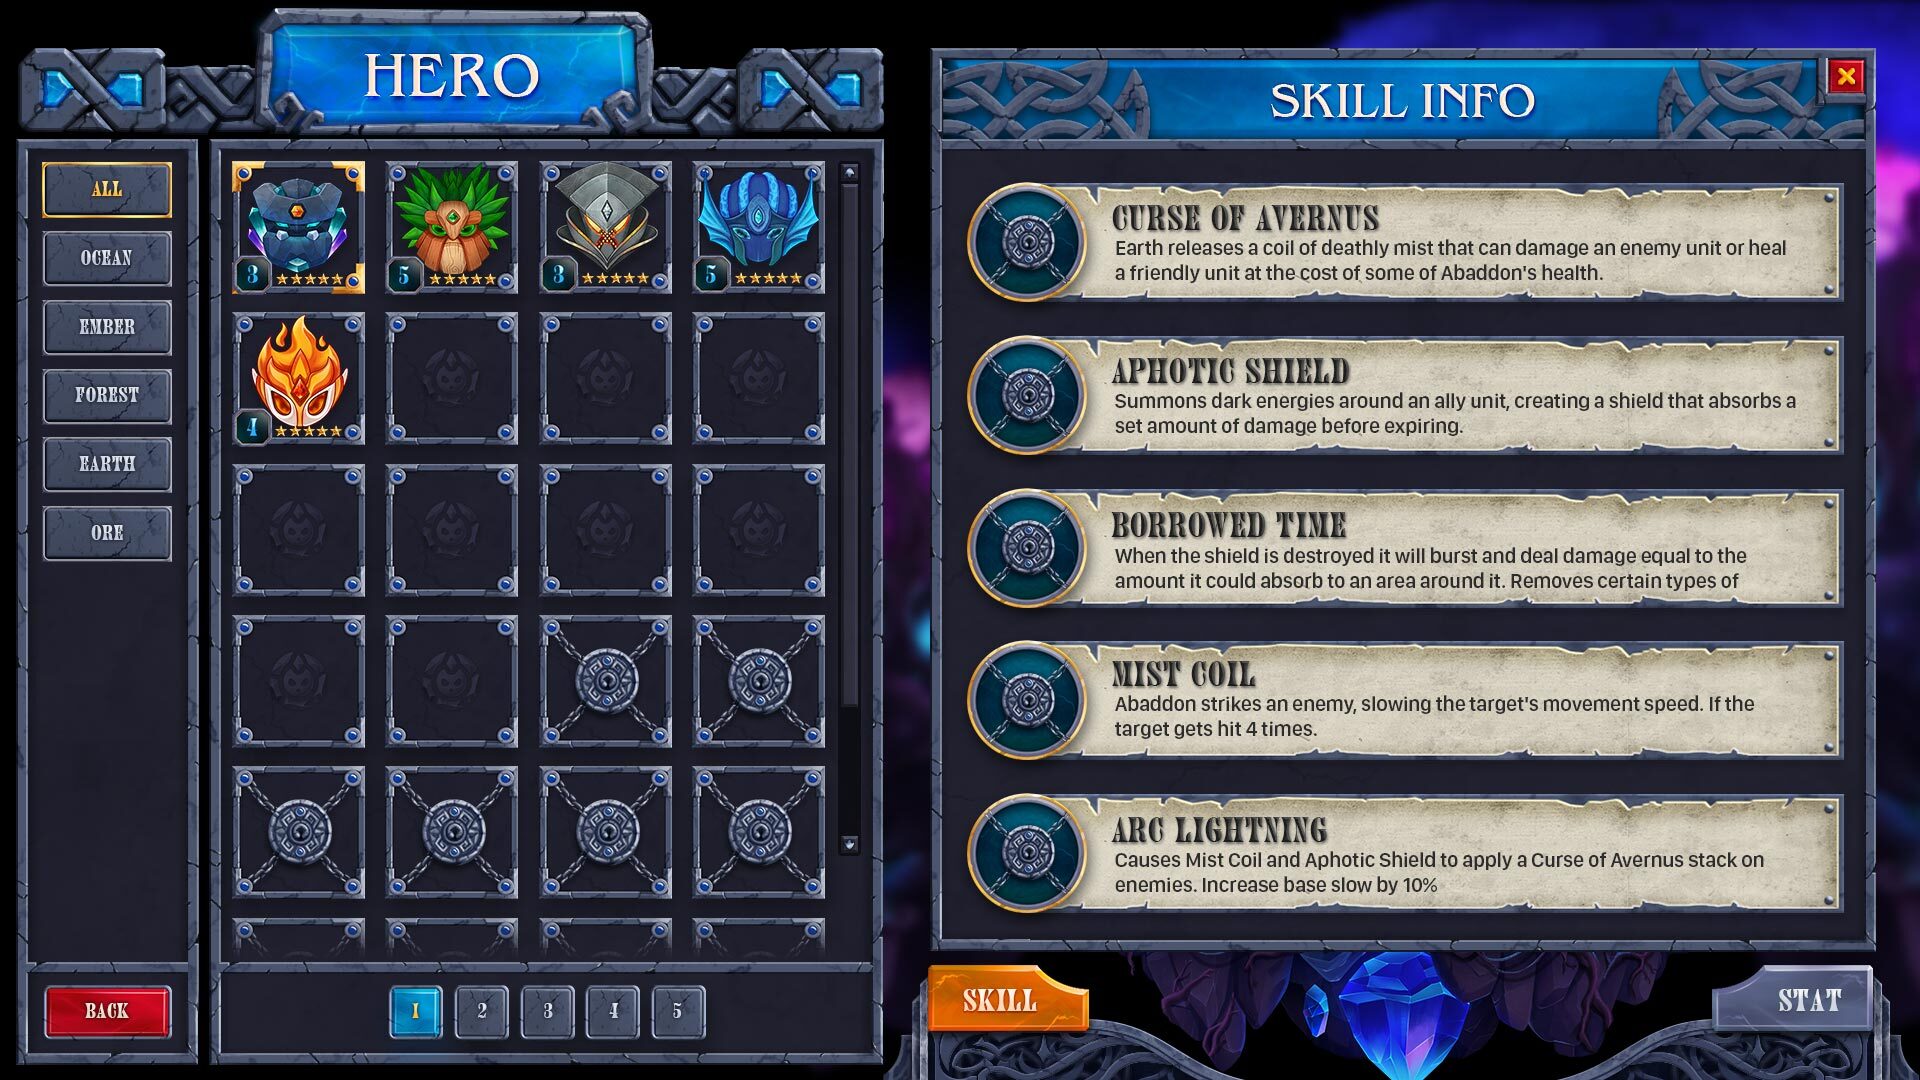 HERO
ALL
OCEAN
EMBER
FOREST
EARTH
ORE
BACK
3
5
3
5
4
1
2
3
4
5
SKILL INFO
CURSE OF AVERNUS
Earth releases a coil of deathly mist that can damage an enemy unit or heal
a friendly unit at the cost of some of Abaddon's health.
APHOTIC SHIELD
Summons dark energies around an ally unit, creating a shield that absorbs a
set amount of damage before expiring.
BORROWED TIME
When the shield is destroyed it will burst and deal damage equal to the
amount it could absorb to an area around it. Removes certain types of
MIST COIL
Abaddon strikes an enemy, slowing the target's movement speed. If the
target gets hit 4 times.
ARC LIGHTNING
Causes Mist Coil and Aphotic Shield to apply a Curse of Avernus stack on
enemies. Increase base slow by 10%
SKILL
STAT